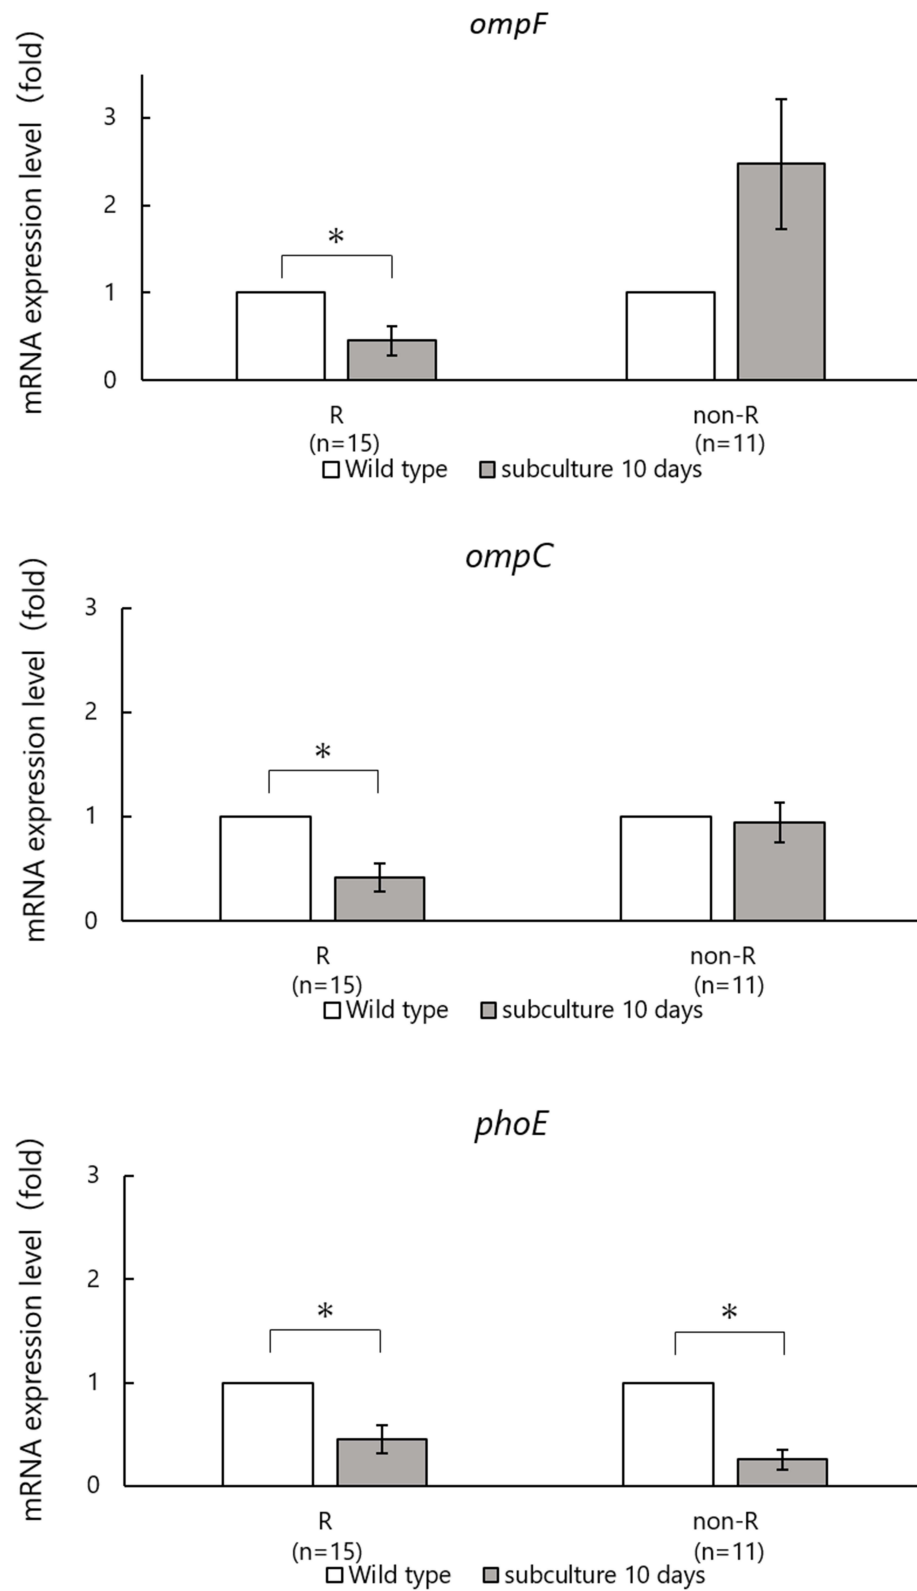 ompF
mRNA expression level (fold)
3
2
*
1
0
R
non-R
(n=15)
(n=11)
Wild type
subculture 10 days
ompC
mRNA expression level (fold)
3
2
*
1
0
R
non-R
(n=15)
(n=11)
Wild type
subculture 10 days
phoE
mRNA expression level (fold)
3
2
*
*
1
0
R
non-R
(n=15)
(n=11)
Wild type
subculture 10 days